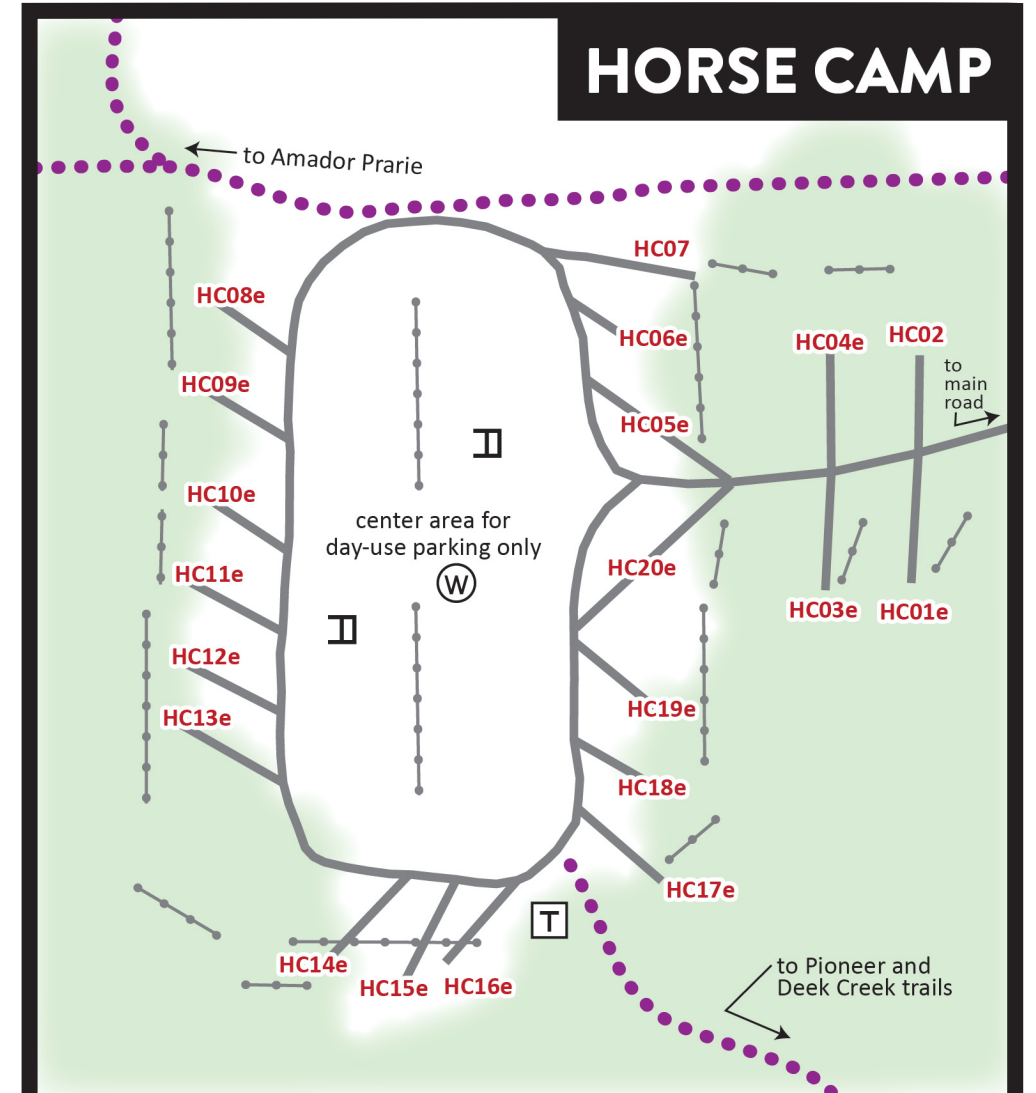 HORSE CAMP
to Amador Prarie
HC07
HC08e
HC06e
HC04e
HC02
to
main
road
HC09e
HC05e
HC10e
center area for
day-use parking only
W
HC11e
HC20e
HC03e
HC01e
HC12e
HC19e
HC13e
HC18e
HC17e
T
HC14e
HC15e
HC16e
to Pioneer and
Deek Creek trails